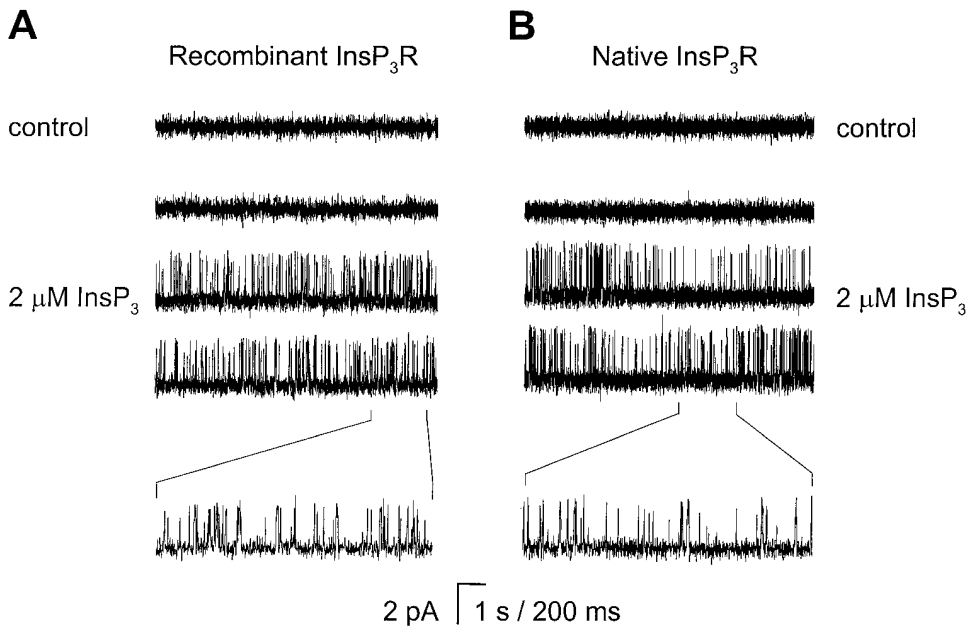 A
B
Recombinant InsP₃R
Native InsP₃R
control
control
2 μM InsP₃
2 μM InsP₃
2 pA
1 s / 200 ms